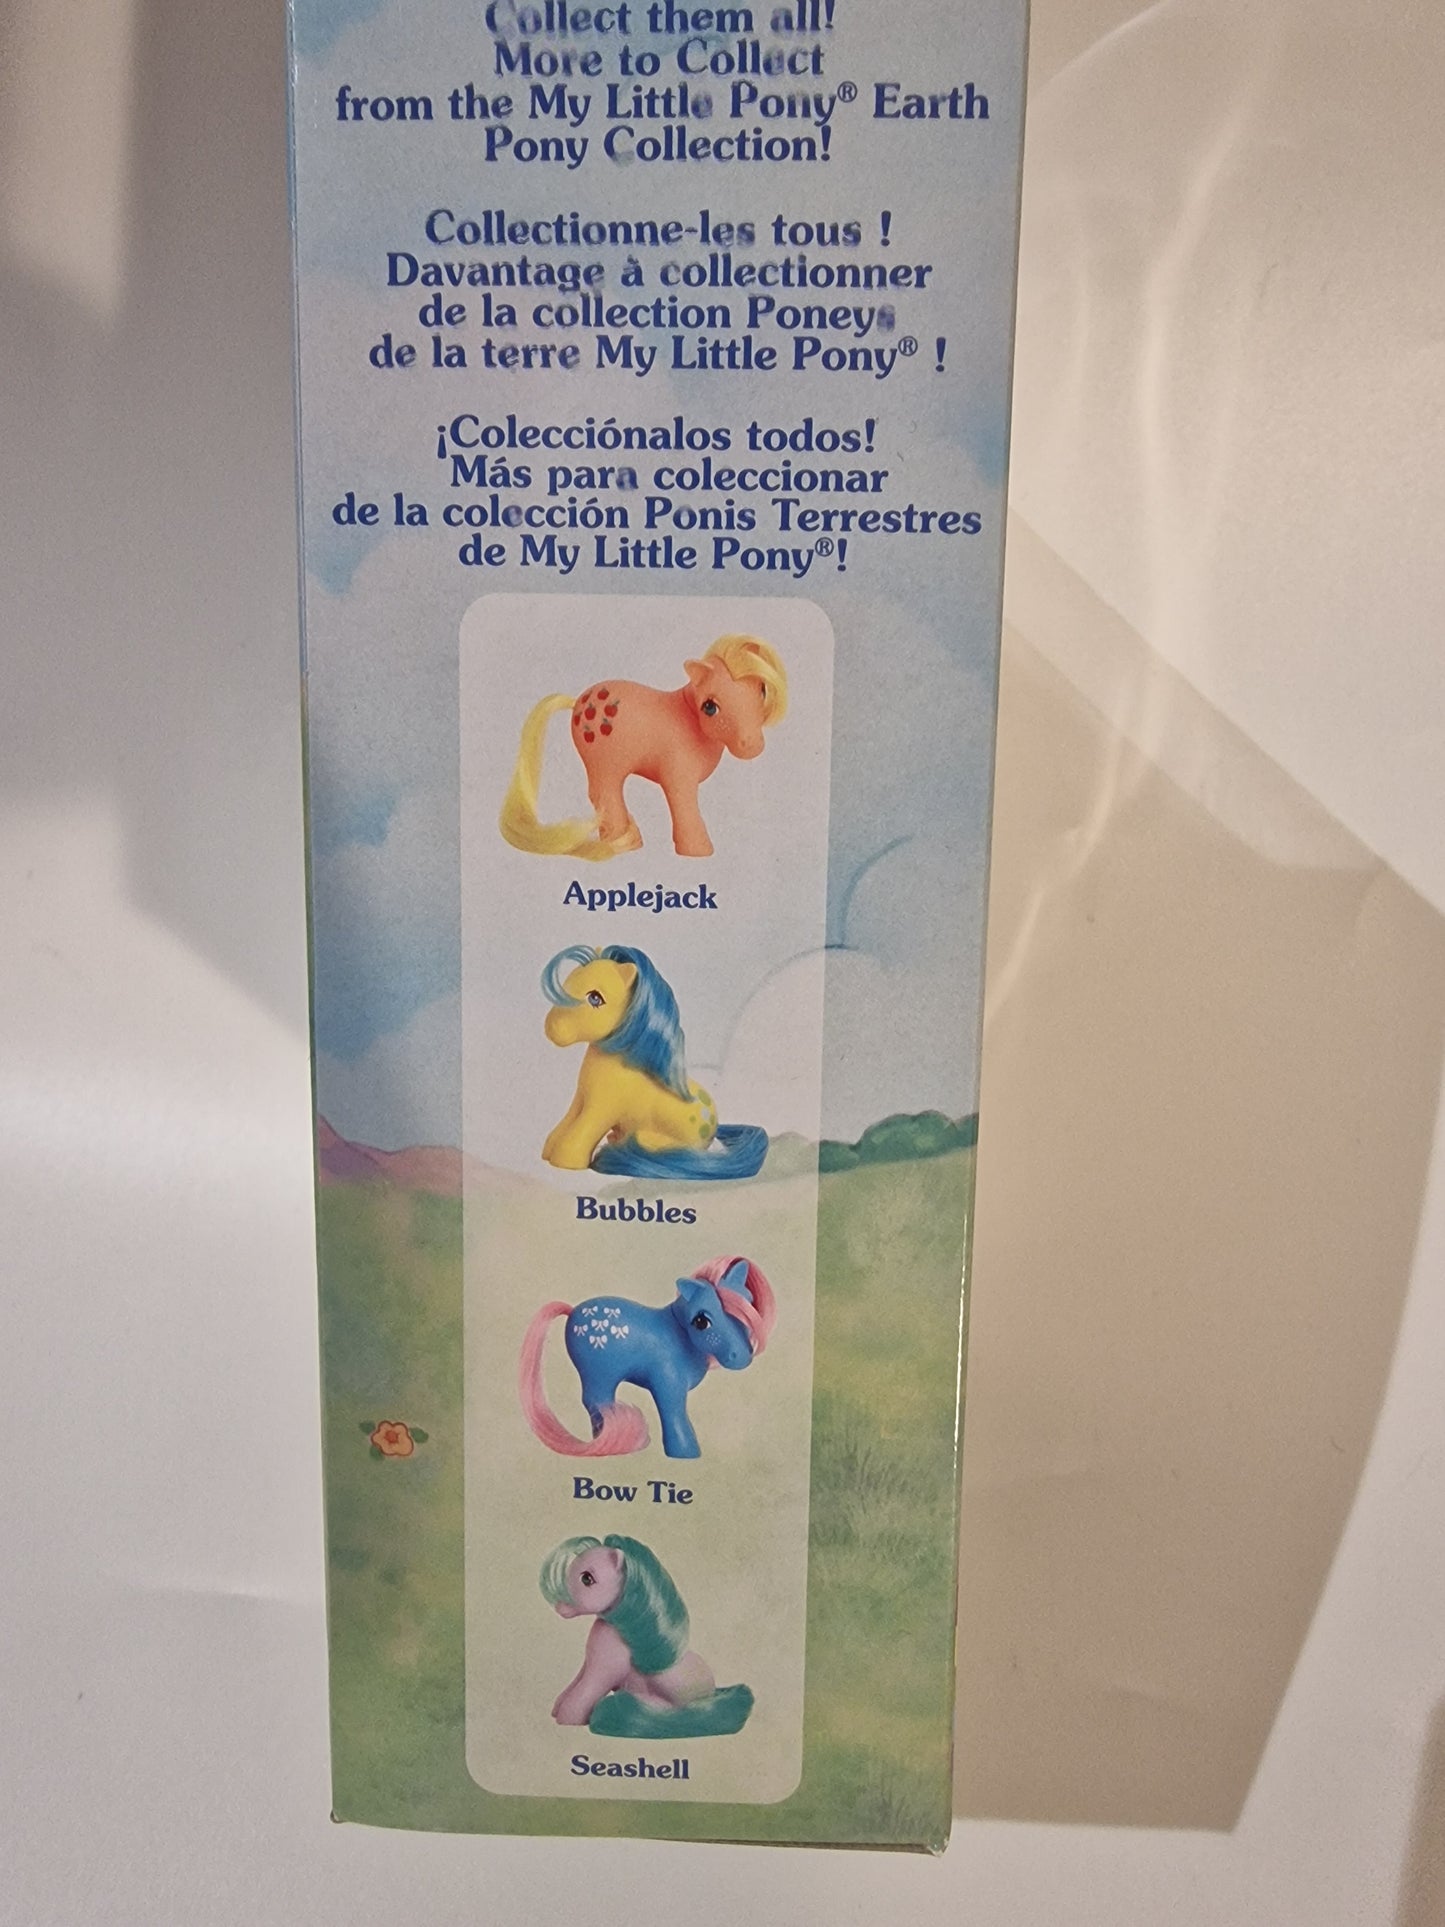 Collect them all!
More to Collect
from the My Little Pony® Earth
Pony Collection!
Collectionne-les tous !
Davantage à collectionner
de la collection Poneys
de la terre My Little Pony® !
¡Colecciónalos todos!
Más para coleccionar
de la colección Ponis Terrestres
de My Little Pony®!
Applejack
Bubbles
Bow Tie
Seashell